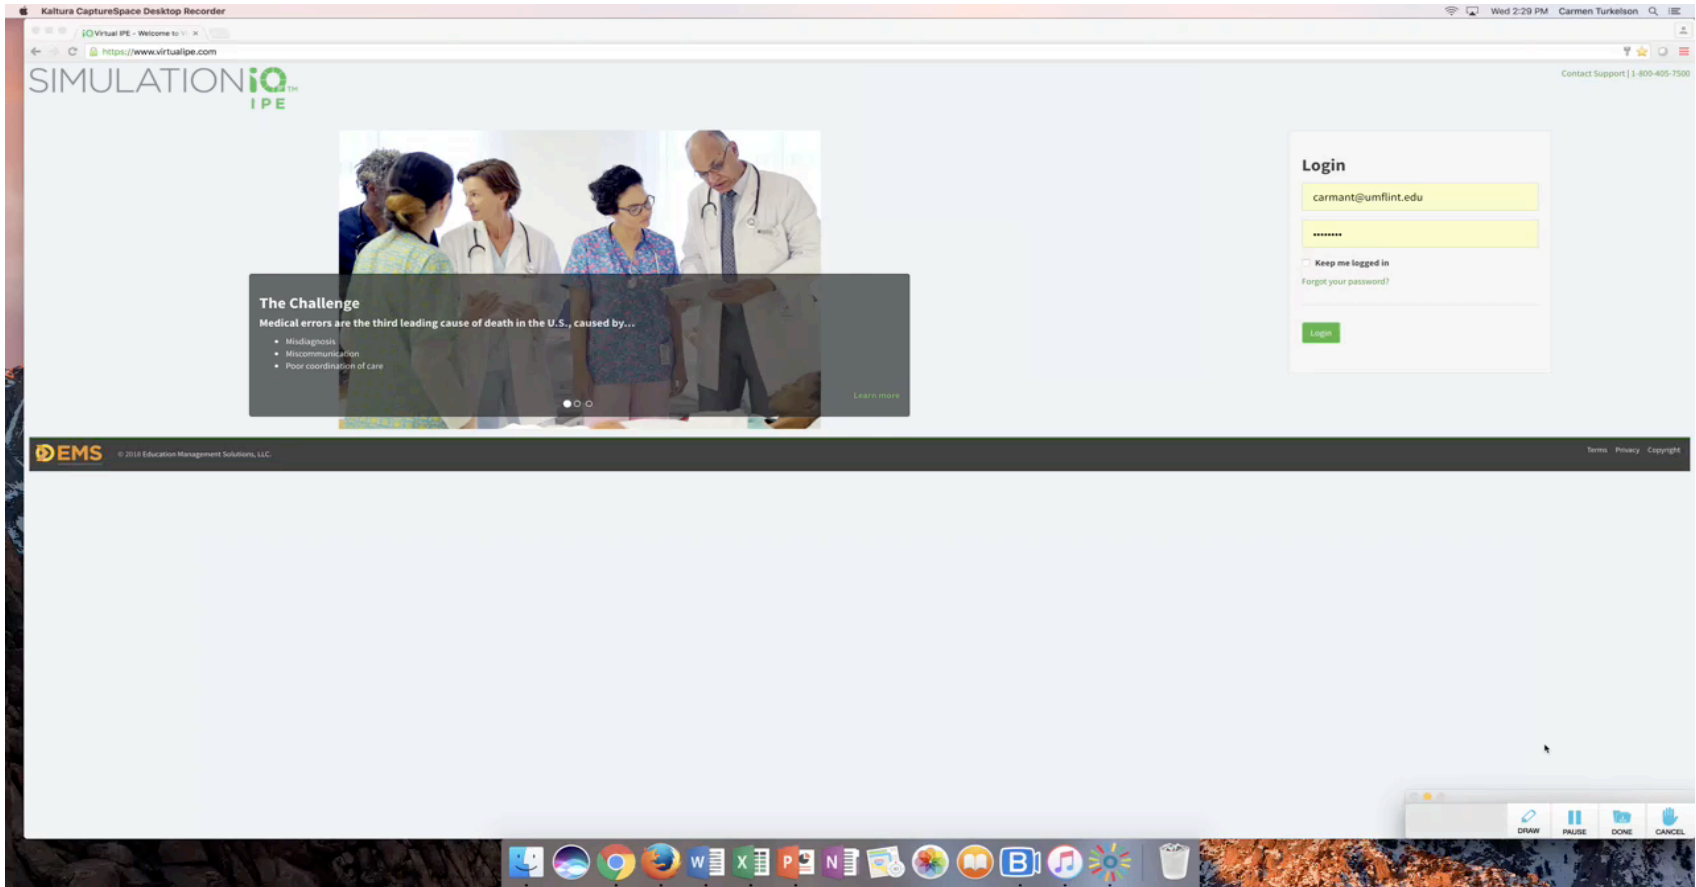 Kaltura CaptureSpace Desktop Recorder
Wed 2:29 PM Carmen Turkelson
Virtual IPE - Welcome to Vi
https://www.virtualipe.com
SIMULATIONiQ™
IPE
Contact Support | 1-800-405-7500
Login
carmant@umflint.edu
••••••••
Keep me logged in
Forgot your password?
Login
The Challenge
Medical errors are the third leading cause of death in the U.S., caused by...
• Misdiagnosis
• Miscommunication
• Poor coordination of care
Learn more
EMS © 2018 Education Management Solutions, LLC.
Terms Privacy Copyright
DRAW PAUSE DONE CANCEL